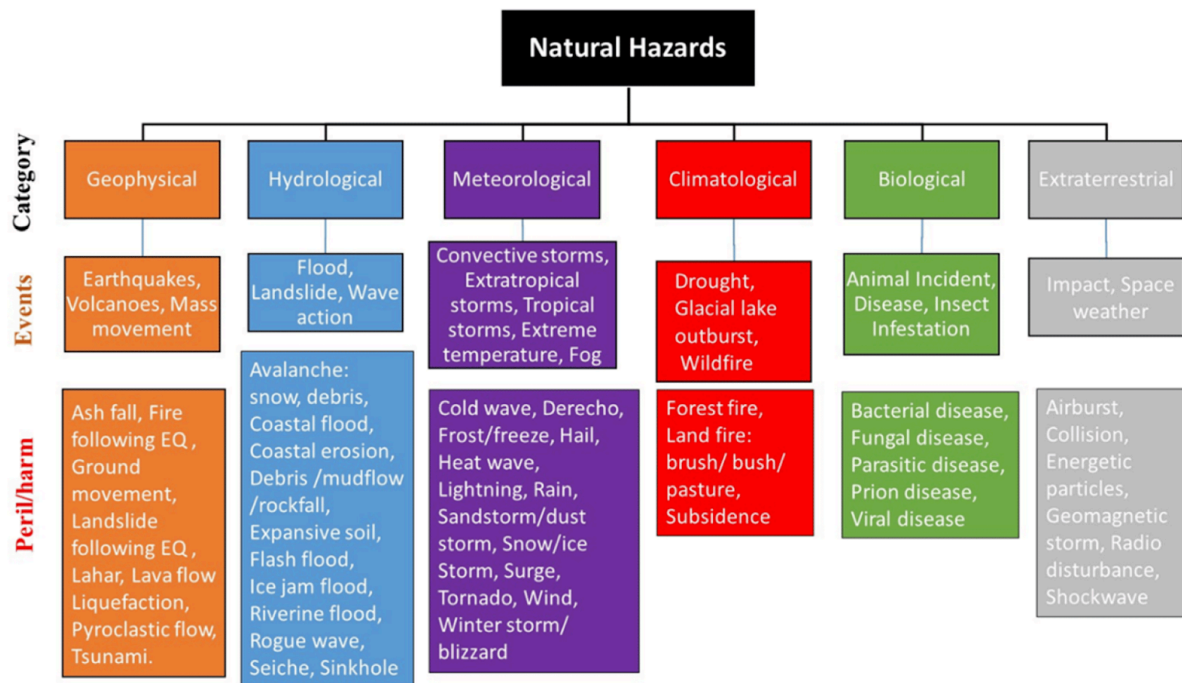 Natural Hazards
Category
Geophysical
Hydrological
Meteorological
Climatological
Biological
Extraterrestrial
Events
Earthquakes,
Volcanoes, Mass
movement
Flood,
Landslide, Wave
action
Convective storms,
Extratropical
storms, Tropical
storms, Extreme
temperature, Fog
Drought,
Glacial lake
outburst,
Wildfire
Animal Incident,
Disease, Insect
Infestation
Impact, Space
weather
Peril/harm
Ash fall, Fire
following EQ ,
Ground
movement,
Landslide
following EQ ,
Lahar, Lava flow
Liquefaction,
Pyroclastic flow,
Tsunami.
Avalanche:
snow, debris,
Coastal flood,
Coastal erosion,
Debris /mudflow
/rockfall,
Expansive soil,
Flash flood,
Ice jam flood,
Riverine flood,
Rogue wave,
Seiche, Sinkhole
Cold wave, Derecho,
Frost/freeze, Hail,
Heat wave,
Lightning, Rain,
Sandstorm/dust
storm, Snow/ice
Storm, Surge,
Tornado, Wind,
Winter storm/
blizzard
Forest fire,
Land fire:
brush/ bush/
pasture,
Subsidence
Bacterial disease,
Fungal disease,
Parasitic disease,
Prion disease,
Viral disease
Airburst,
Collision,
Energetic
particles,
Geomagnetic
storm, Radio
disturbance,
Shockwave